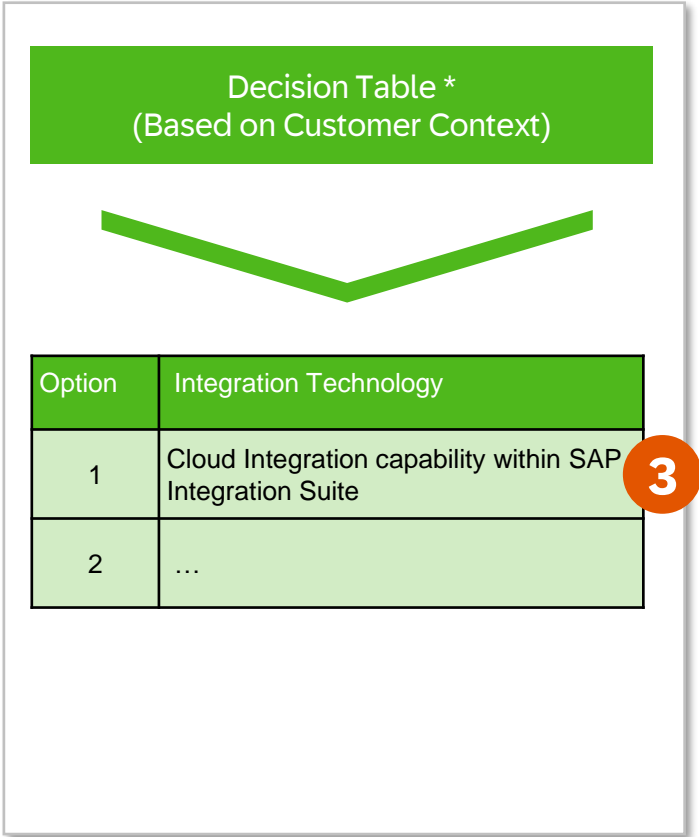 Decision Table *
(Based on Customer Context)
Option Integration Technology
1 Cloud Integration capability within SAP
Integration Suite
3
2 …